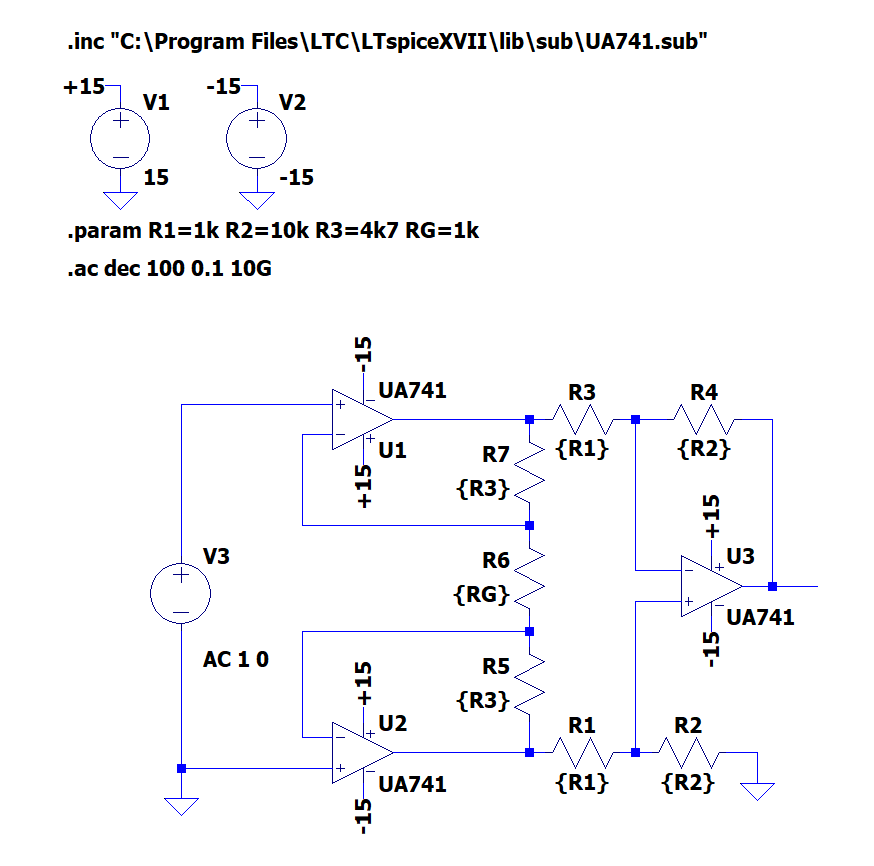 .inc "C:\Program Files\LTC\LTspiceXVII\lib\sub\UA741.sub"
+15
V1
15
-15
V2
-15
.param R1=1k R2=10k R3=4k7 RG=1k
.ac dec 100 0.1 10G
-15
UA741
U1
+15
R3
{R1}
R4
{R2}
R7
{R3}
V3
AC 1 0
R6
{RG}
+15
U3
UA741
-15
R5
{R3}
+15
U2
UA741
-15
R1
{R1}
R2
{R2}